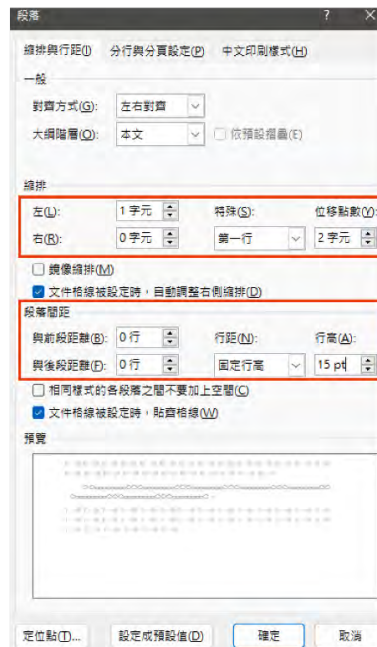 段落 ? ×
縮排與行距(I) 分行與分頁設定(P) 中文印刷樣式(H)
一般
對齊方式(G): 左右對齊
大綱階層(O): 本文 依預設摺疊(E)
縮排
左(L): 1 字元 特殊(S): 位移點數(Y):
右(R): 0 字元 第一行 2 字元
鏡像縮排(M)
文件格線被設定時，自動調整右側縮排(D)
段落間距
與前段距離(B): 0 行 行距(N): 行高(A):
與後段距離(F): 0 行 固定行高 15 pt
相同樣式的各段落之間不要加上空間(C)
文件格線被設定時，貼齊格線(W)
預覽
定位點(T)... 設定成預設值(D) 確定 取消